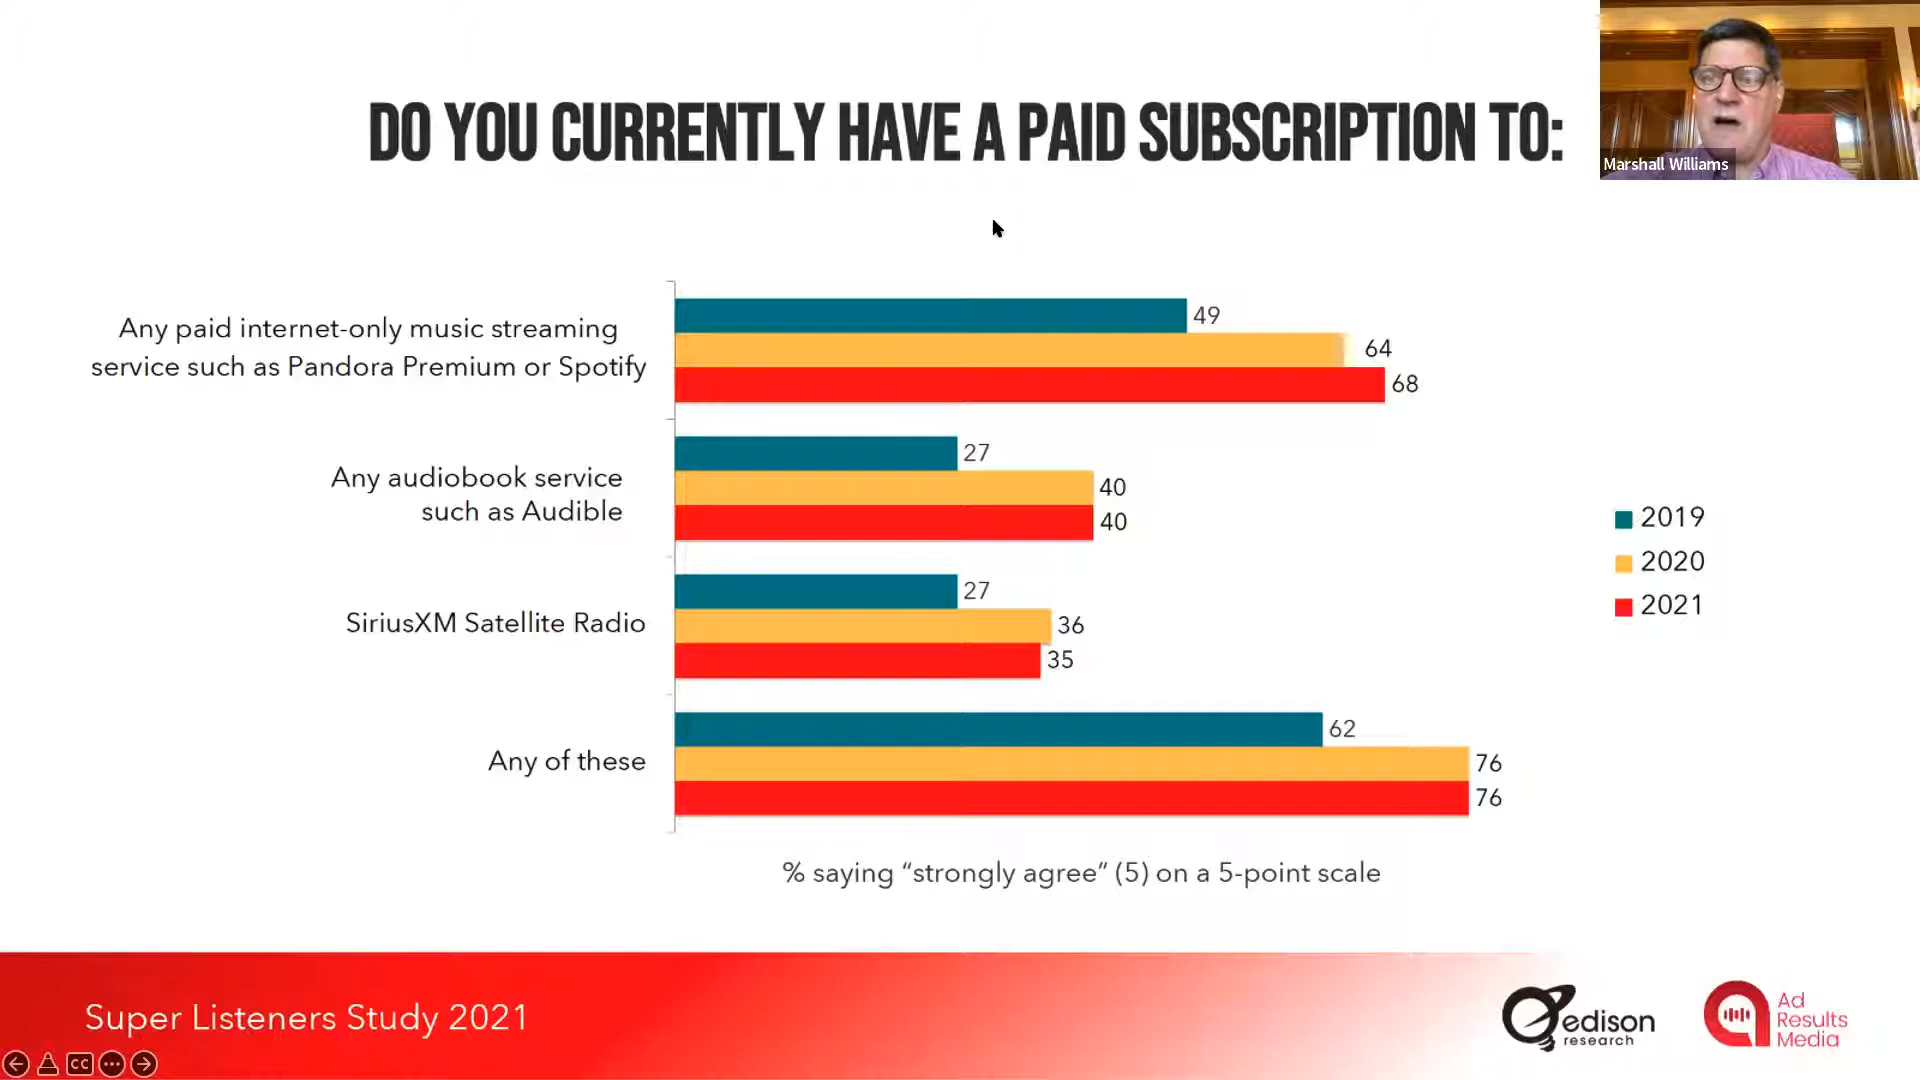 DO YOU CURRENTLY HAVE A PAID SUBSCRIPTION TO:
Marshall Williams
Any paid internet-only music streaming
service such as Pandora Premium or Spotify
49
64
68
Any audiobook service
such as Audible
27
40
40
SiriusXM Satellite Radio
27
36
35
Any of these
62
76
76
2019
2020
2021
% saying “strongly agree” (5) on a 5-point scale
Super Listeners Study 2021
edison
research
Ad
Results
Media
CC